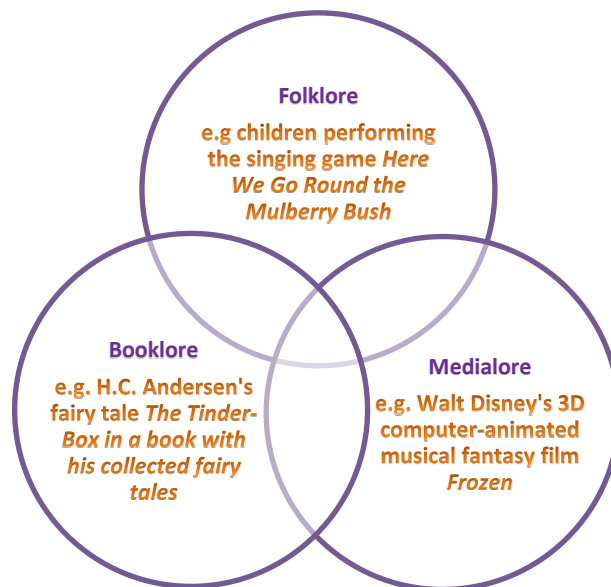 Folklore
e.g children performing
the singing game Here
We Go Round the
Mulberry Bush
Booklore
e.g. H.C. Andersen's
fairy tale The Tinder-
Box in a book with
his collected fairy
tales
Medialore
e.g. Walt Disney's 3D
computer-animated
musical fantasy film
Frozen